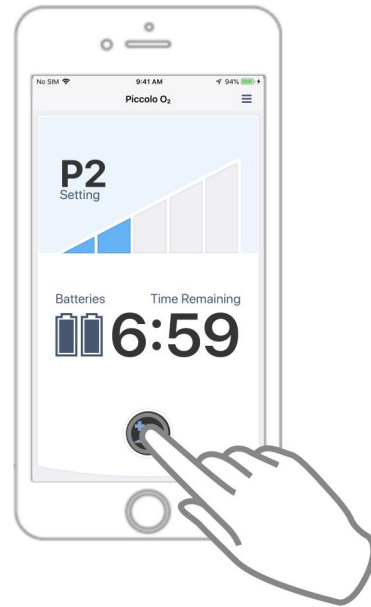 No SIM 9:41 AM 94%
Piccolo O₂
P2
Setting
Batteries Time Remaining
6:59